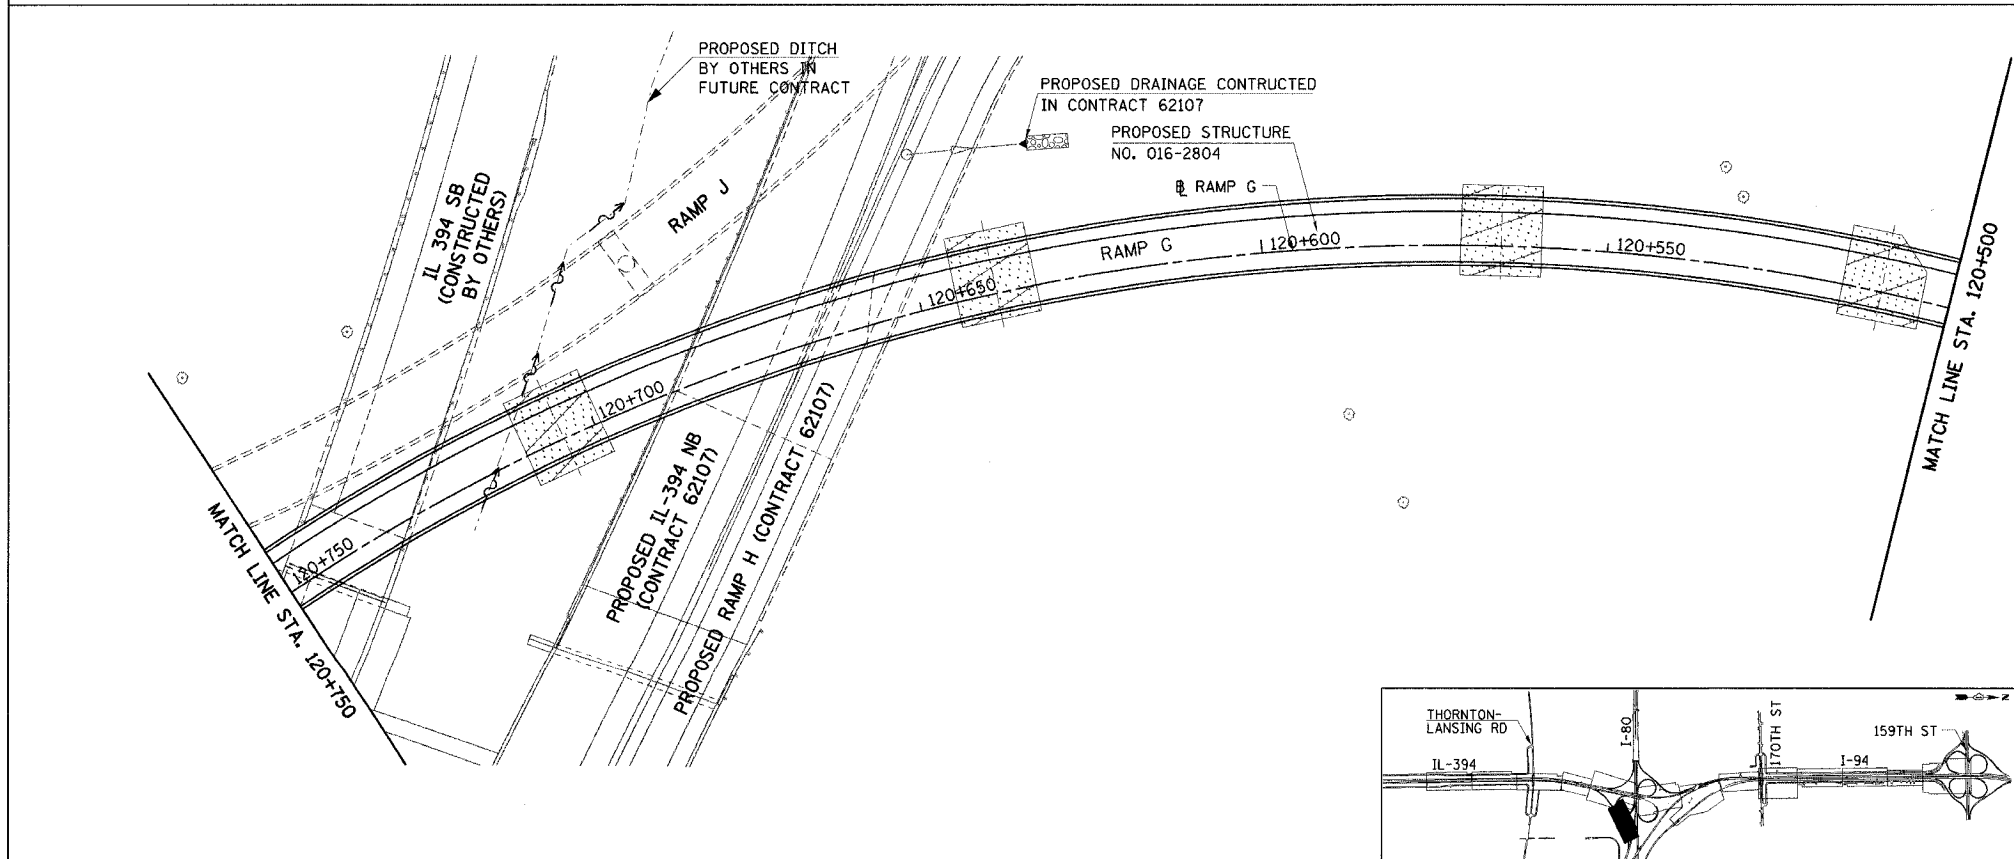 PROPOSED DITCH
BY OTHERS IN
FUTURE CONTRACT
PROPOSED DRAINAGE CONTRUCTED
IN CONTRACT 62107
PROPOSED STRUCTURE
NO. 016-2804
RAMP G
RAMP J
IL 394 SB
(CONSTRUCTED
BY OTHERS)
RAMP G
120+600
120+550
120+650
120+700
120+750
MATCH LINE STA. 120+500
MATCH LINE STA. 120+750
PROPOSED IL-394 NB
(CONTRACT 62107)
PROPOSED RAMP H (CONTRACT 62107)
THORNTON-
LANSING RD
I-80
170TH ST
159TH ST
IL-394
I-94
N